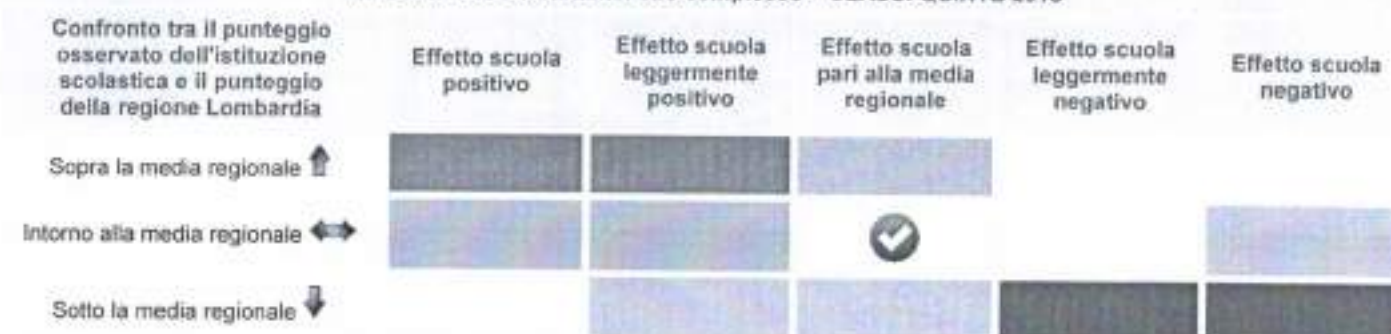 Confronto tra il punteggio
osservato dell'istituzione
scolastica e il punteggio
della regione Lombardia
Effetto scuola
positivo
Effetto scuola
leggermente
positivo
Effetto scuola
pari alla media
regionale
Effetto scuola
leggermente
negativo
Effetto scuola
negativo
Sopra la media regionale
Intorno alla media regionale
Sotto la media regionale